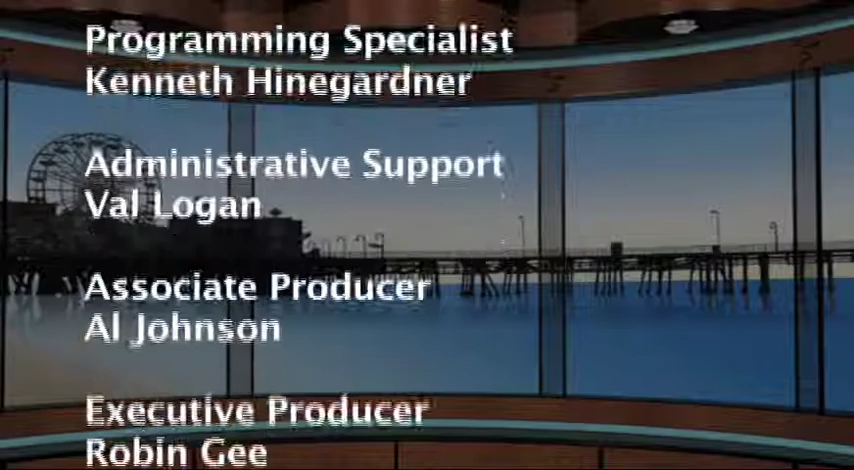 Programming Specialist
Kenneth Hinegardner
Administrative Support
Val Logan
Associate Producer
Al Johnson
Executive Producer
Robin Gee